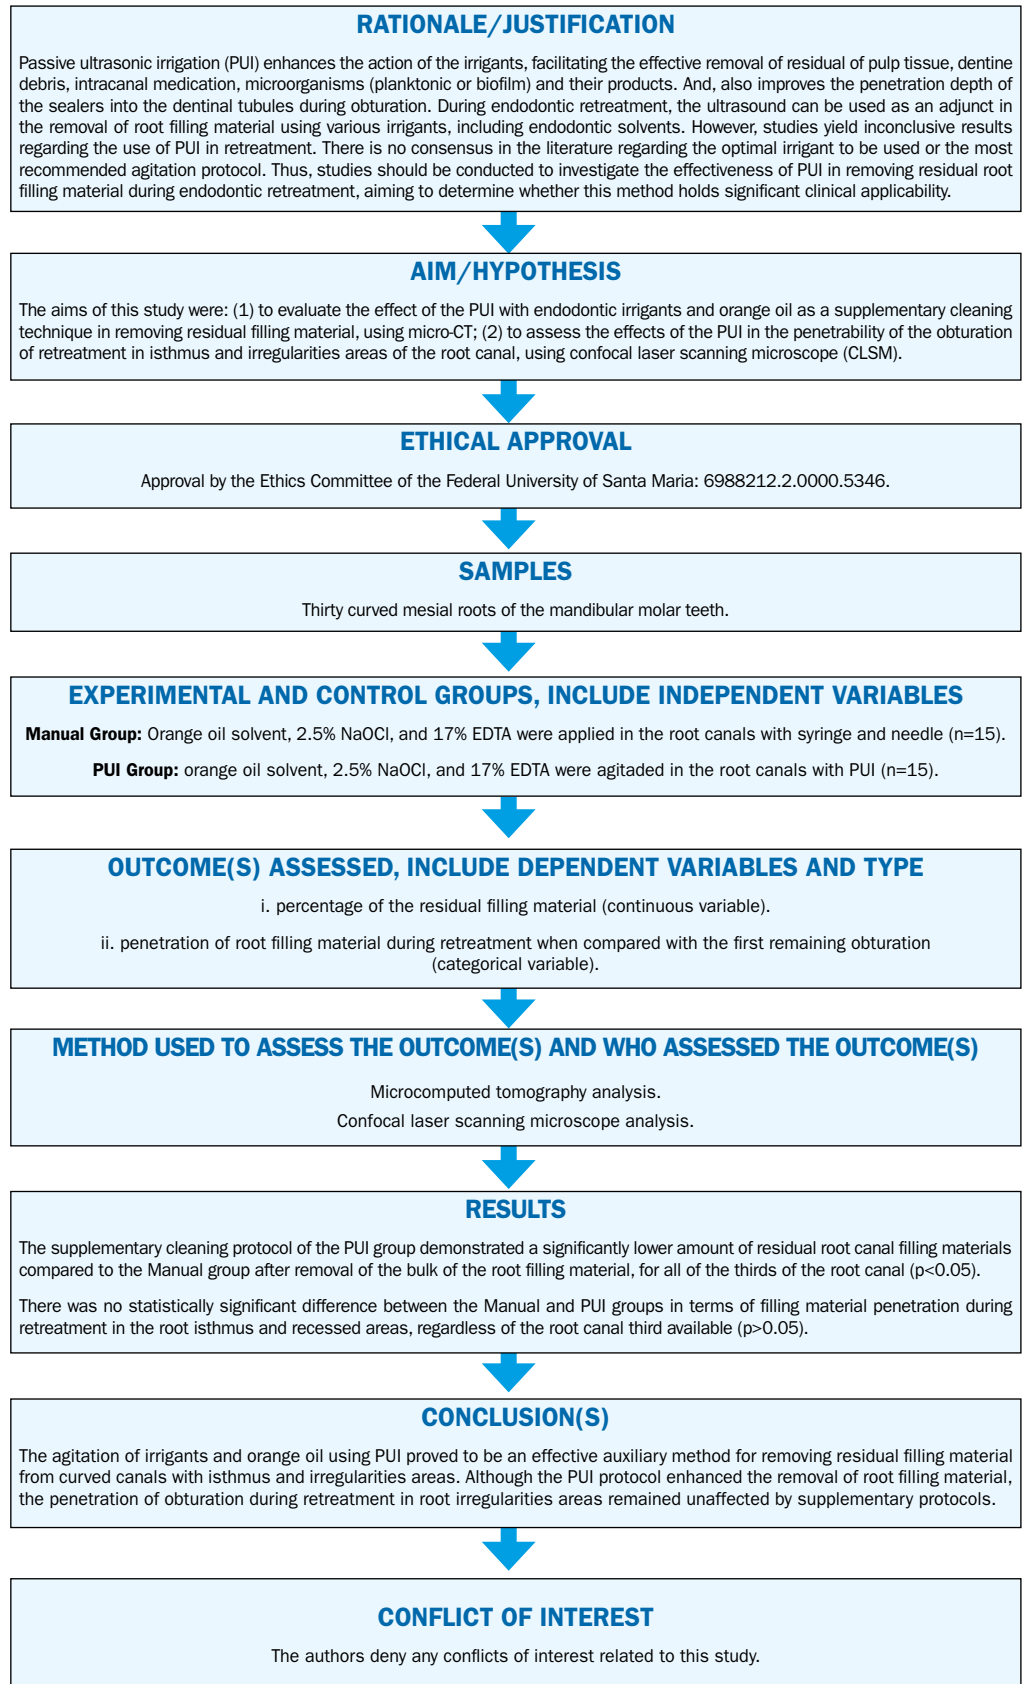 RATIONALE/JUSTIFICATION
Passive ultrasonic irrigation (PUI) enhances the action of the irrigants, facilitating the effective removal of residual of pulp tissue, dentine
debris, intracanal medication, microorganisms (planktonic or biofilm) and their products. And, also improves the penetration depth of
the sealers into the dentinal tubules during obturation. During endodontic retreatment, the ultrasound can be used as an adjunct in
the removal of root filling material using various irrigants, including endodontic solvents. However, studies yield inconclusive results
regarding the use of PUI in retreatment. There is no consensus in the literature regarding the optimal irrigant to be used or the most
recommended agitation protocol. Thus, studies should be conducted to investigate the effectiveness of PUI in removing residual root
filling material during endodontic retreatment, aiming to determine whether this method holds significant clinical applicability.
AIM/HYPOTHESIS
The aims of this study were: (1) to evaluate the effect of the PUI with endodontic irrigants and orange oil as a supplementary cleaning
technique in removing residual filling material, using micro-CT; (2) to assess the effects of the PUI in the penetrability of the obturation
of retreatment in isthmus and irregularities areas of the root canal, using confocal laser scanning microscope (CLSM).
ETHICAL APPROVAL
Approval by the Ethics Committee of the Federal University of Santa Maria: 6988212.2.0000.5346.
SAMPLES
Thirty curved mesial roots of the mandibular molar teeth.
EXPERIMENTAL AND CONTROL GROUPS, INCLUDE INDEPENDENT VARIABLES
Manual Group: Orange oil solvent, 2.5% NaOCl, and 17% EDTA were applied in the root canals with syringe and needle (n=15).
PUI Group: orange oil solvent, 2.5% NaOCl, and 17% EDTA were agitaded in the root canals with PUI (n=15).
OUTCOME(S) ASSESSED, INCLUDE DEPENDENT VARIABLES AND TYPE
i. percentage of the residual filling material (continuous variable).
ii. penetration of root filling material during retreatment when compared with the first remaining obturation
(categorical variable).
METHOD USED TO ASSESS THE OUTCOME(S) AND WHO ASSESSED THE OUTCOME(S)
Microcomputed tomography analysis.
Confocal laser scanning microscope analysis.
RESULTS
The supplementary cleaning protocol of the PUI group demonstrated a significantly lower amount of residual root canal filling materials
compared to the Manual group after removal of the bulk of the root filling material, for all of the thirds of the root canal (p<0.05).
There was no statistically significant difference between the Manual and PUI groups in terms of filling material penetration during
retreatment in the root isthmus and recessed areas, regardless of the root canal third available (p>0.05).
CONCLUSION(S)
The agitation of irrigants and orange oil using PUI proved to be an effective auxiliary method for removing residual filling material
from curved canals with isthmus and irregularities areas. Although the PUI protocol enhanced the removal of root filling material,
the penetration of obturation during retreatment in root irregularities areas remained unaffected by supplementary protocols.
CONFLICT OF INTEREST
The authors deny any conflicts of interest related to this study.